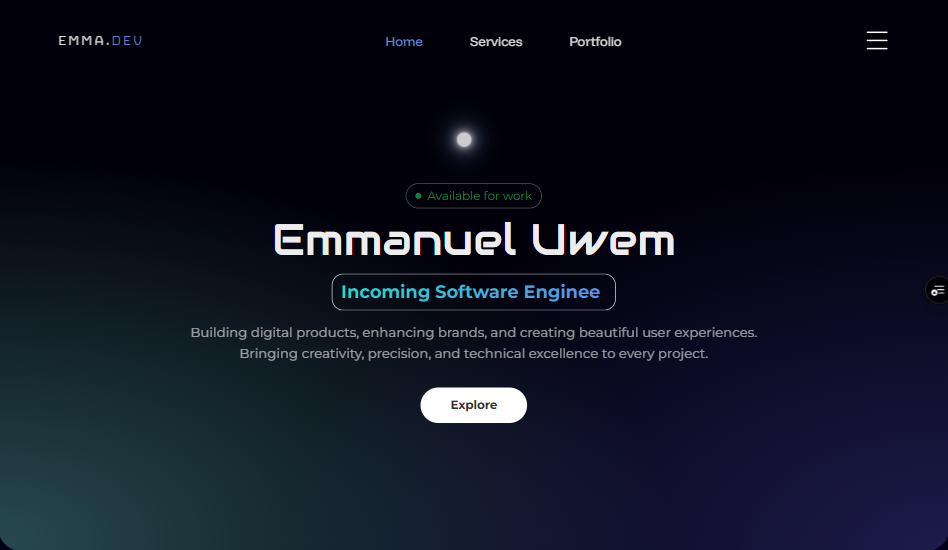 EMMA.DEV
Home Services Portfolio
Available for work
Emmanuel Uwem
Incoming Software Enginee
Building digital products, enhancing brands, and creating beautiful user experiences.
Bringing creativity, precision, and technical excellence to every project.
Explore